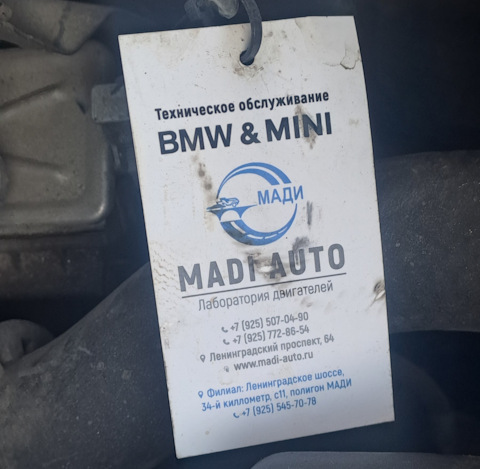 Техническое обслуживание
BMW & MINI
МАДИ
MADI AUTO
Лаборатория двигателей
+7 (925) 507-04-90
+7 (925) 772-86-54
Ленинградский проспект, 64
www.madi-auto.ru
Филиал: Ленинградское шоссе,
34-й киллометр, с11, полигон МАДИ
+7 (925) 545-70-78